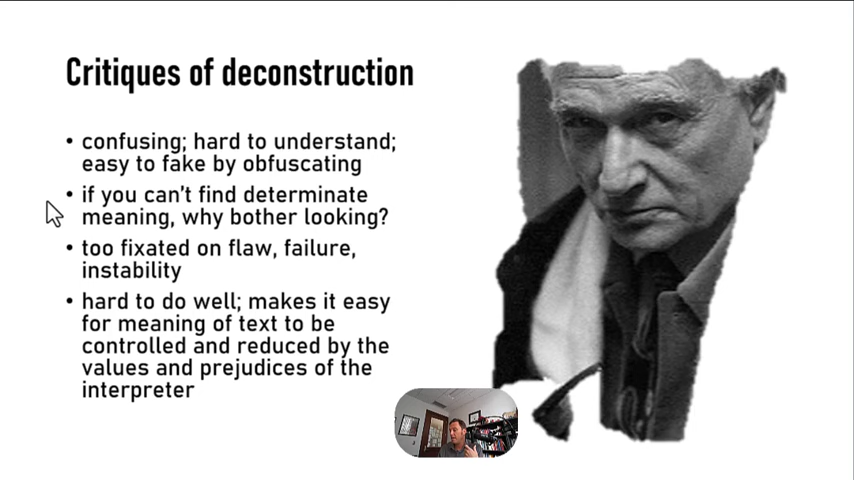 Critiques of deconstruction
• confusing; hard to understand;
easy to fake by obfuscating
• if you can't find determinate
meaning, why bother looking?
• too fixated on flaw, failure,
instability
• hard to do well; makes it easy
for meaning of text to be
controlled and reduced by the
values and prejudices of the
interpreter